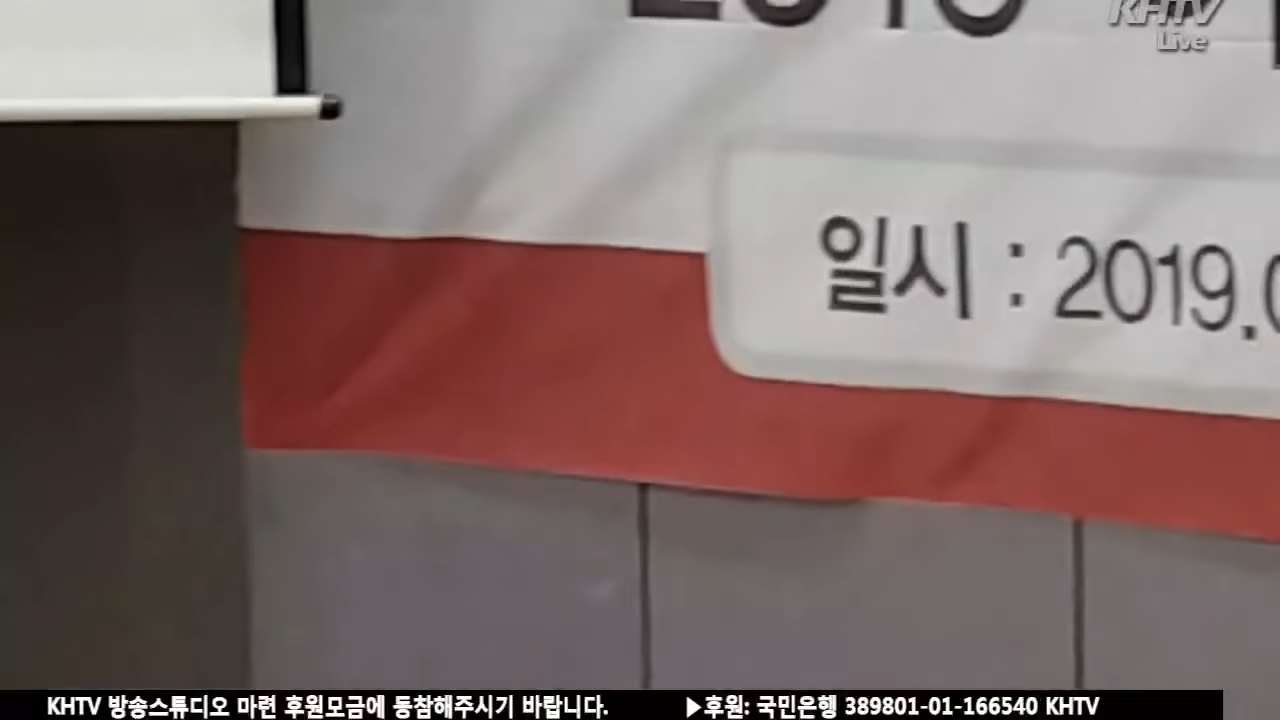 KHTV
Live
일시 : 2019.
KHTV 방송스튜디오 마련 후원모금에 동참해주시기 바랍니다. ▶후원: 국민은행 389801-01-166540 KHTV